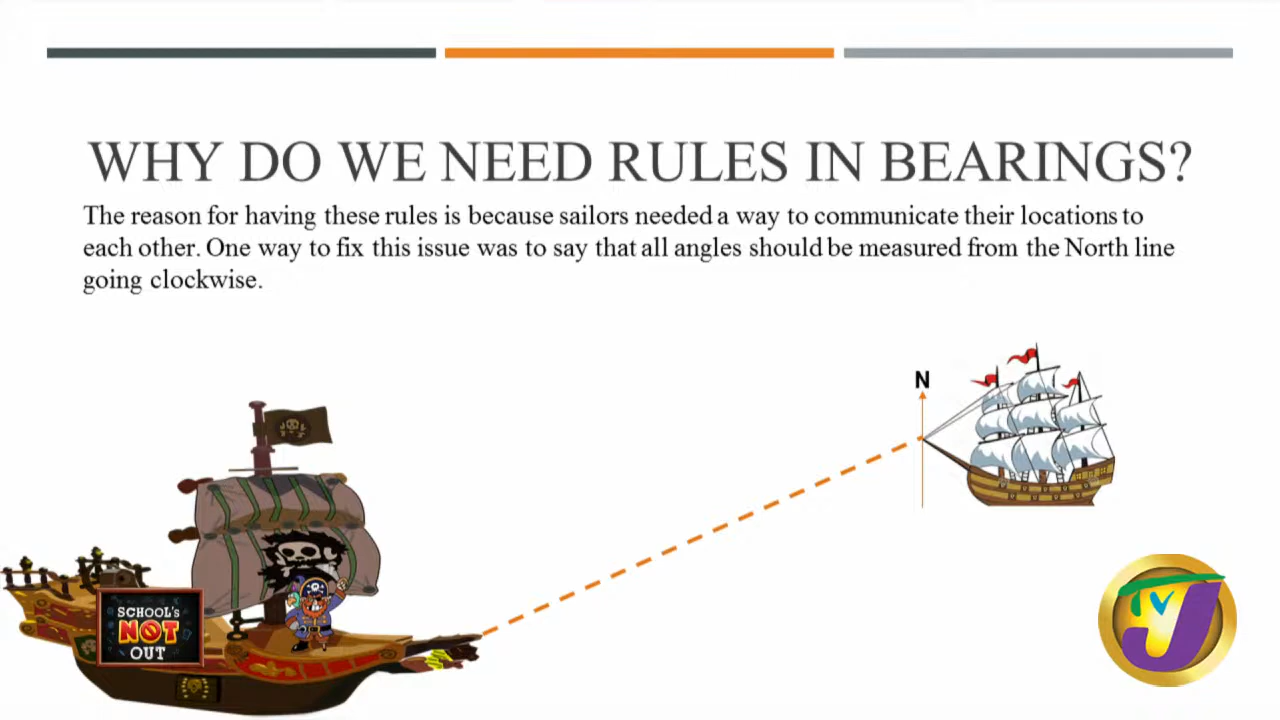 WHY DO WE NEED RULES IN BEARINGS?
The reason for having these rules is because sailors needed a way to communicate their locations to
each other. One way to fix this issue was to say that all angles should be measured from the North line
going clockwise.
N
SCHOOL's
NOT
OUT
TVJ